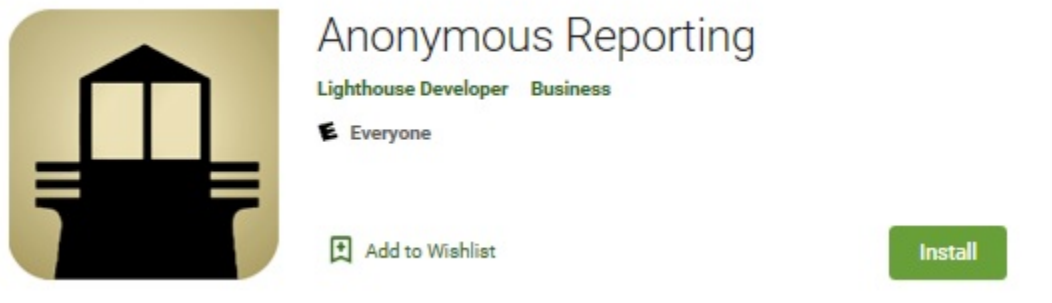 Anonymous Reporting
Lighthouse Developer Business
E Everyone
Add to Wishlist
Install